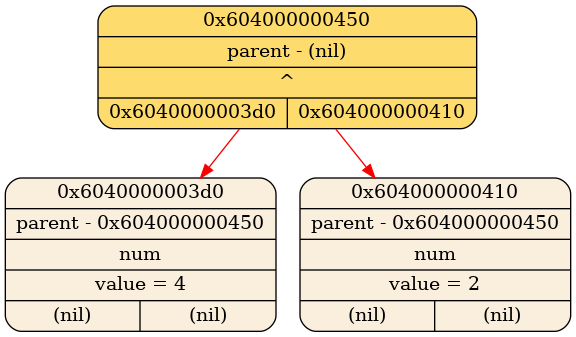 0x604000000450
parent - (nil)
^
0x6040000003d0 0x604000000410
0x6040000003d0
parent - 0x604000000450
num
value = 4
(nil) (nil)
0x604000000410
parent - 0x604000000450
num
value = 2
(nil) (nil)